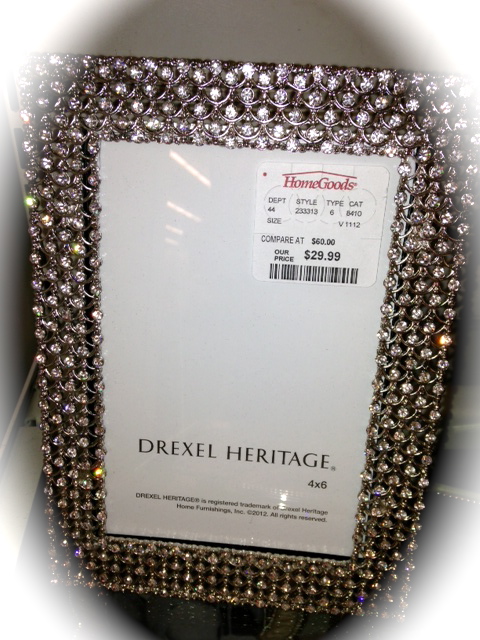 HomeGoods
DEPT STYLE TYPE CAT
44 233313 6 8410
SIZE V1112
COMPARE AT $60.00
OUR PRICE $29.99
DREXEL HERITAGE®
4x6
DREXEL HERITAGE® is registered trademark of Drexel Heritage
Home Furnishings, Inc. ©2012. All rights reserved.